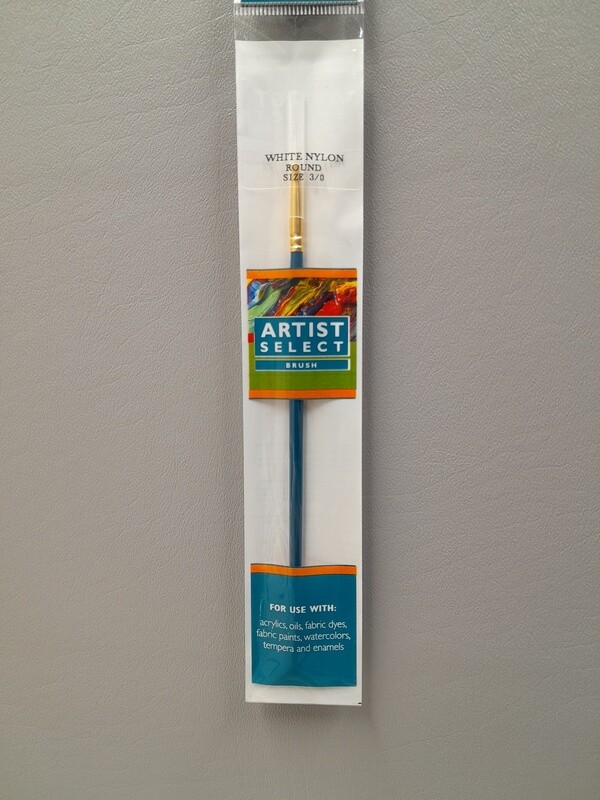 WHITE NYLON
ROUND
SIZE 3/0
ARTIST
SELECT
BRUSH
FOR USE WITH:
acrylics, oils, fabric dyes,
fabric paints, watercolors,
tempera and enamels